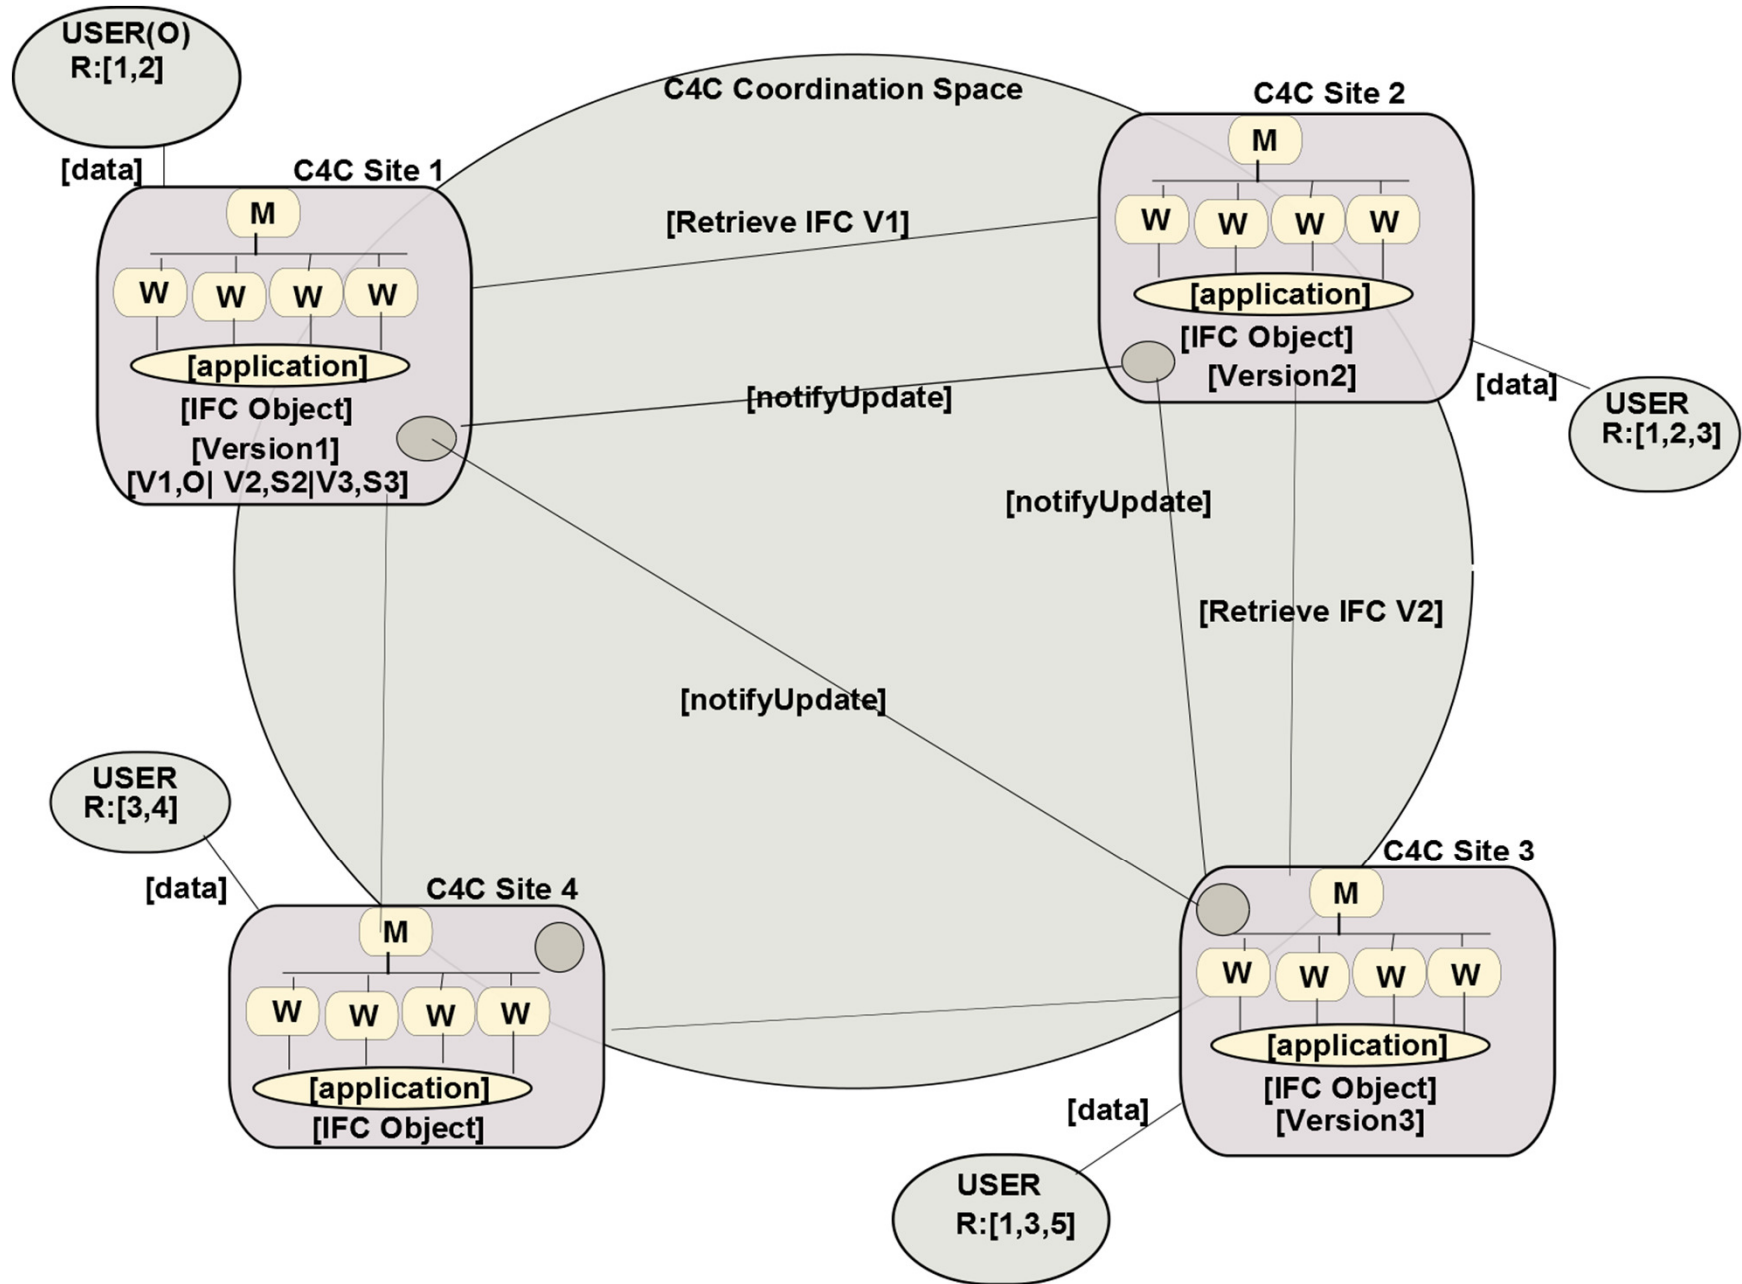 USER(O)
R:[1,2]
[data]
C4C Coordination Space
C4C Site 1
M
W W W W
[application]
[IFC Object]
[Version1]
[V1,O| V2,S2|V3,S3]
C4C Site 2
M
W W W W
[application]
[IFC Object]
[Version2]
[Retrieve IFC V1]
[notifyUpdate]
[data]
USER
R:[1,2,3]
[notifyUpdate]
[Retrieve IFC V2]
[notifyUpdate]
USER
R:[3,4]
[data]
C4C Site 4
M
W W W W
[application]
[IFC Object]
C4C Site 3
M
W W W W
[application]
[IFC Object]
[Version3]
[data]
USER
R:[1,3,5]